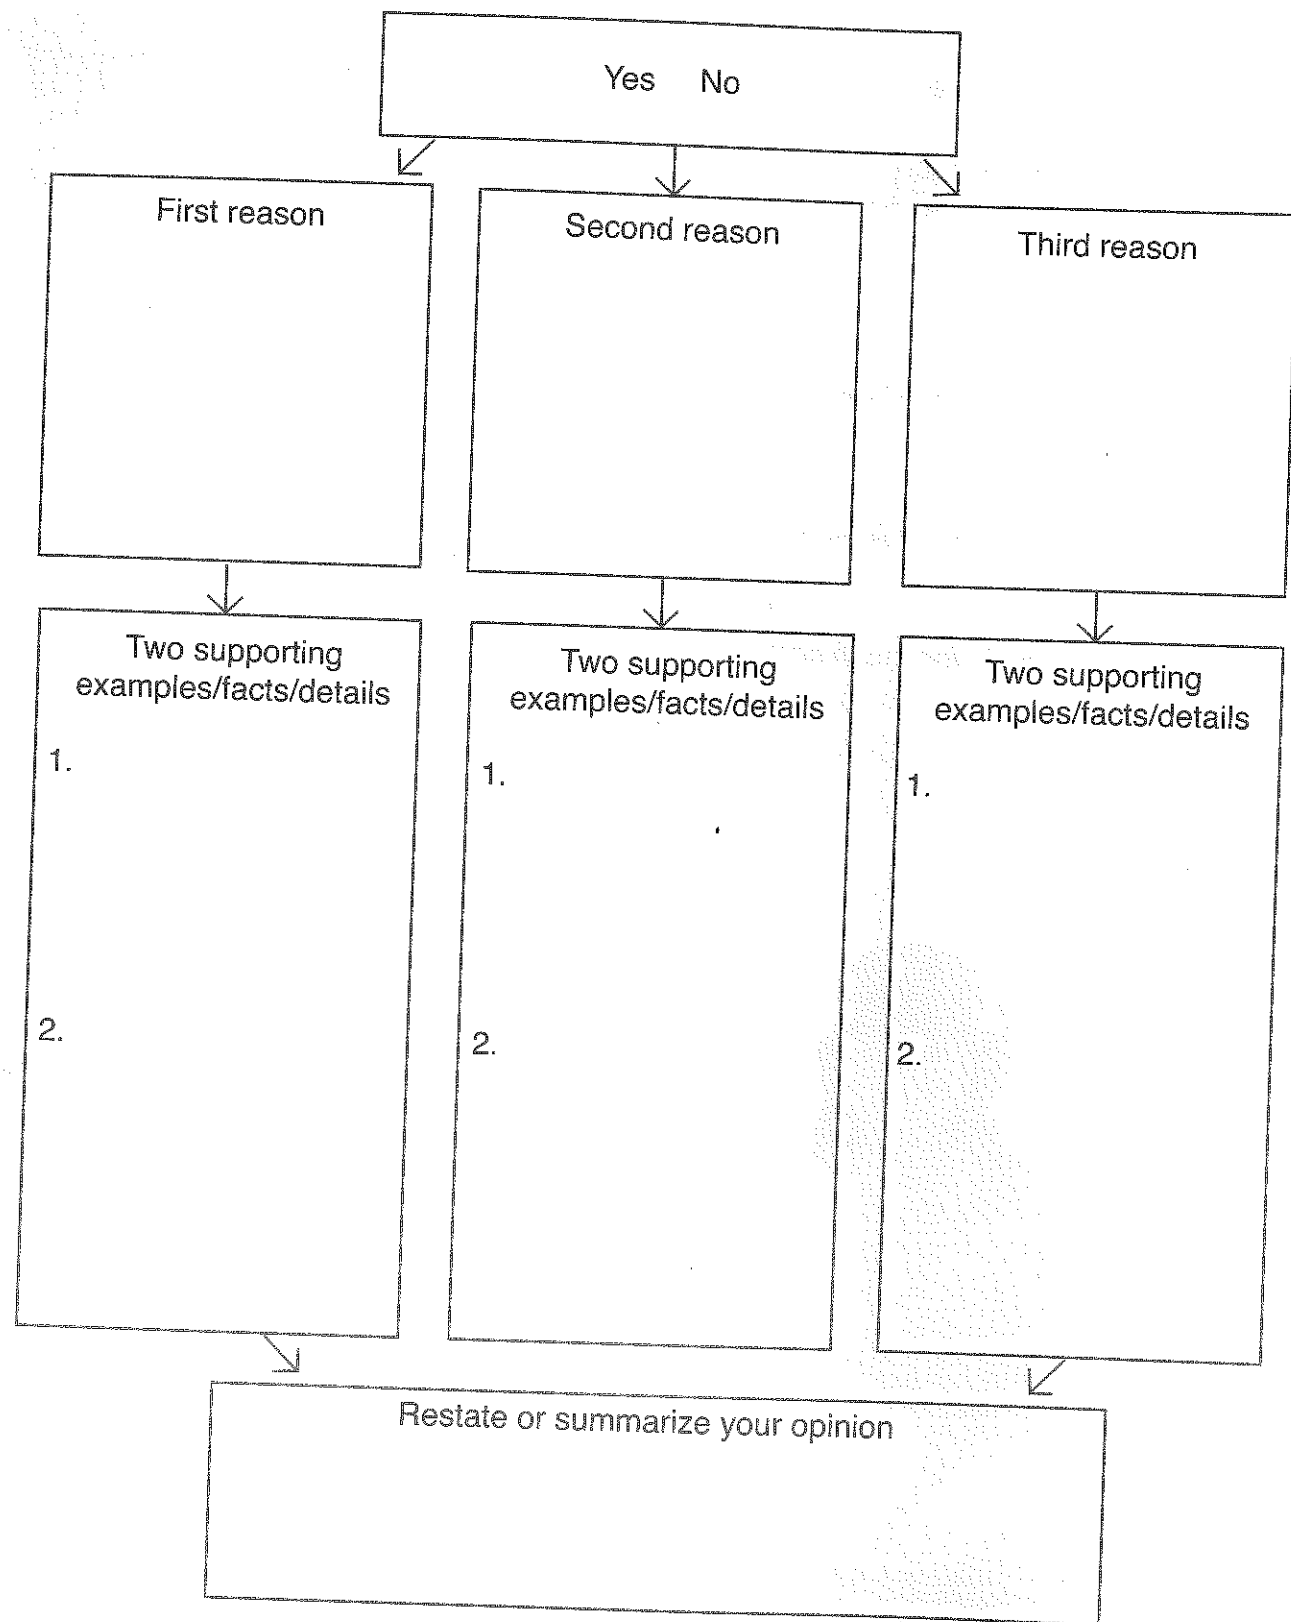 Yes No
First reason
Second reason
Third reason
Two supporting
examples/facts/details
1.
2.
Two supporting
examples/facts/details
1.
2.
Two supporting
examples/facts/details
1.
2.
Restate or summarize your opinion